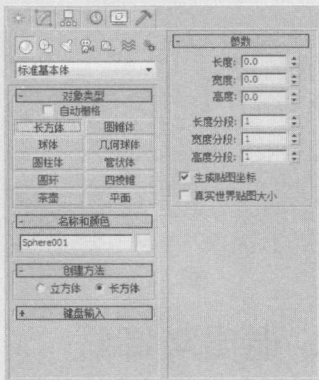 标准基本体
- 对象类型
自动栅格
长方体 圆锥体
球体 几何球体
圆柱体 管状体
圆环 四棱锥
茶壶 平面
- 名称和颜色
Sphere001
- 创建方法
立方体 长方体
+ 键盘输入
- 参数
长度: 0.0
宽度: 0.0
高度: 0.0
长度分段: 1
宽度分段: 1
高度分段: 1
生成贴图坐标
真实世界贴图大小